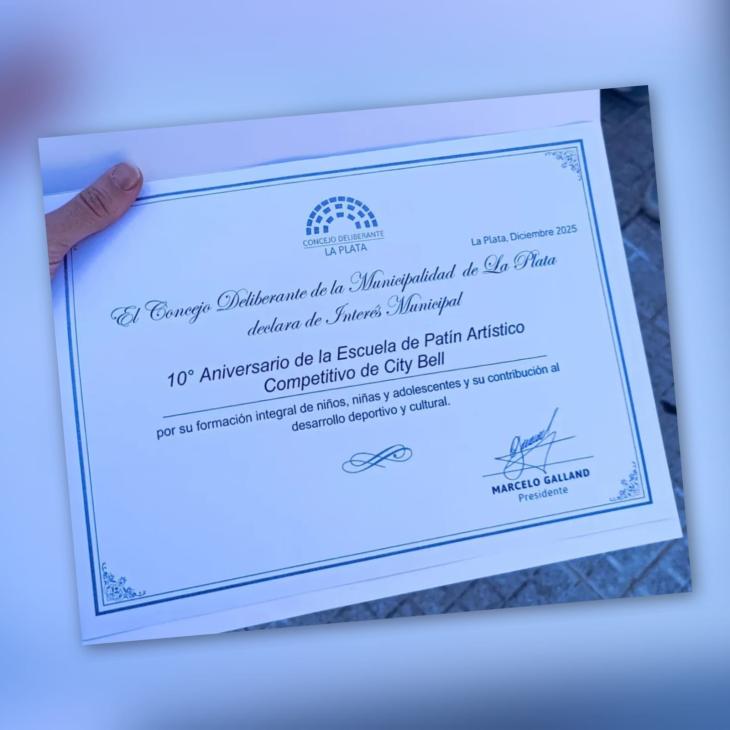 CONCEJO DELIBERANTE
LA PLATA
La Plata, Diciembre 2025
El Concejo Deliberante de la Municipalidad de La Plata
declara de Interés Municipal
10° Aniversario de la Escuela de Patín Artístico
Competitivo de City Bell
por su formación integral de niños, niñas y adolescentes y su contribución al
desarrollo deportivo y cultural.
MARCELO GALLAND
Presidente